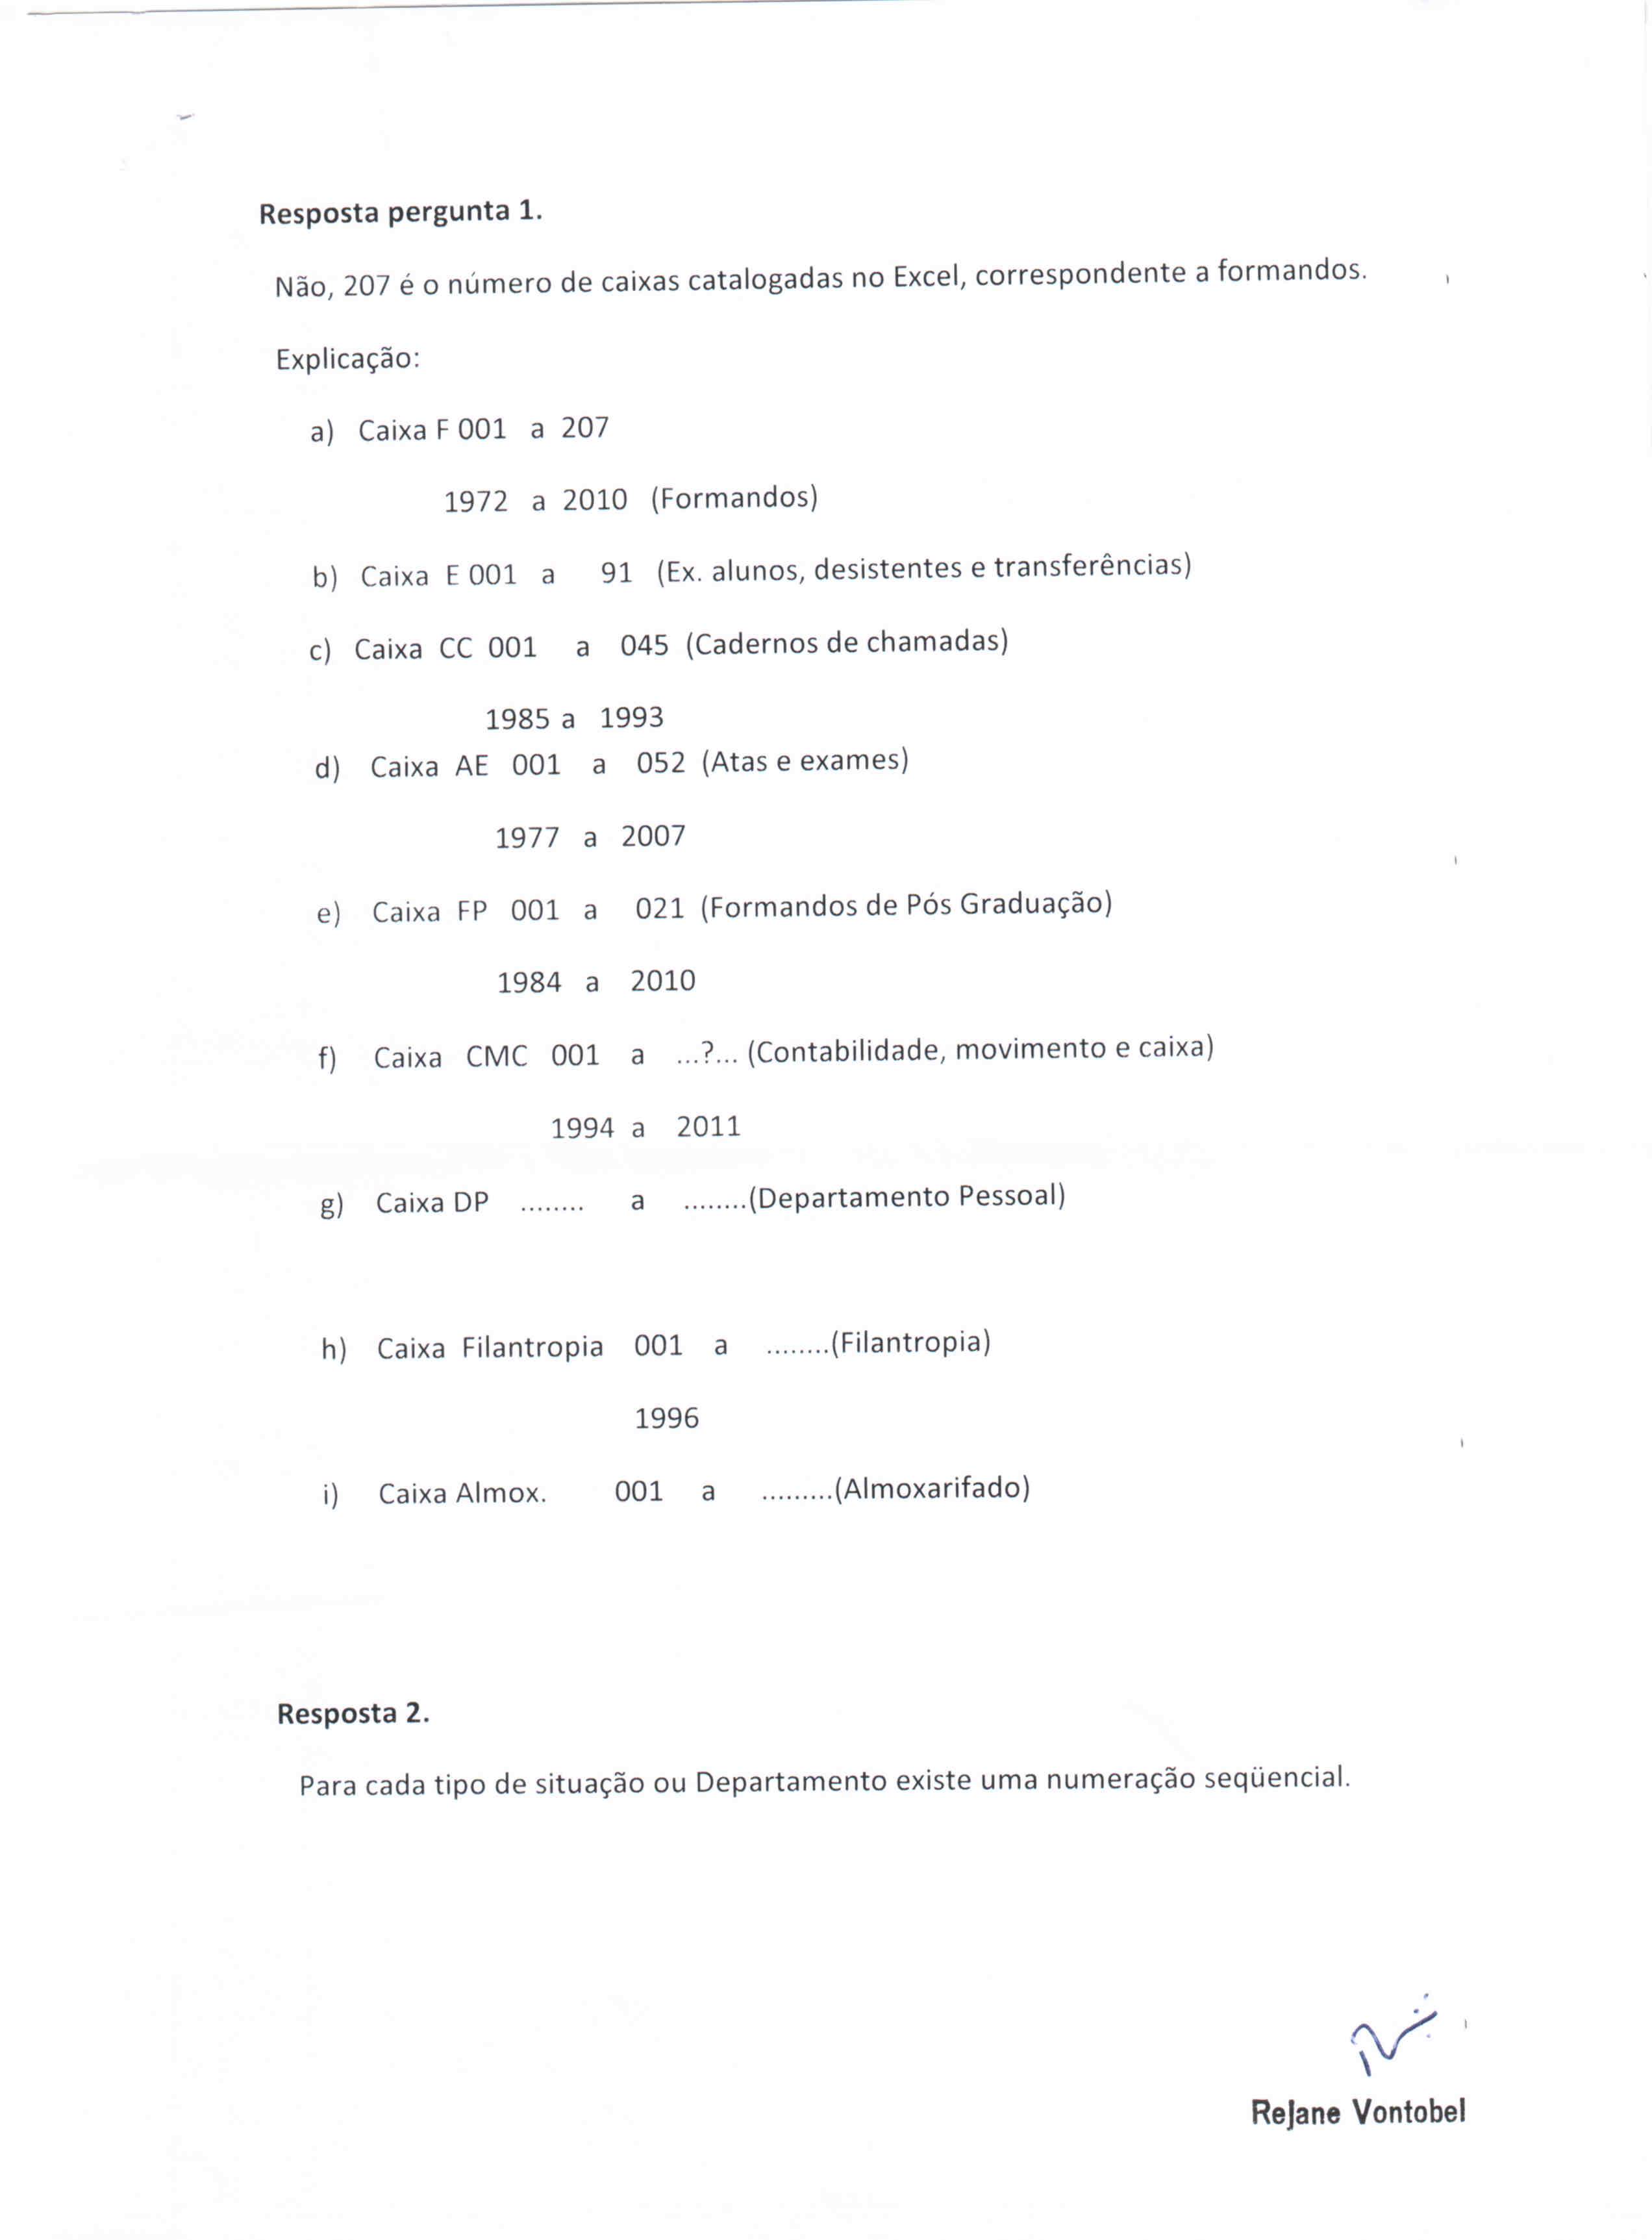 Resposta pergunta 1.
Não, 207 é o número de caixas catalogadas no Excel, correspondente a formandos.
Explicação:
a) Caixa F 001 a 207
1972 a 2010 (Formandos)
b) Caixa E 001 a 91 (Ex. alunos, desistentes e transferências)
c) Caixa CC 001 a 045 (Cadernos de chamadas)
1985 a 1993
d) Caixa AE 001 a 052 (Atas e exames)
1977 a 2007
e) Caixa FP 001 a 021 (Formandos de Pós Graduação)
1984 a 2010
f) Caixa CMC 001 a ...?... (Contabilidade, movimento e caixa)
1994 a 2011
g) Caixa DP ........ a ........(Departamento Pessoal)
h) Caixa Filantropia 001 a ........(Filantropia)
1996
i) Caixa Almox. 001 a .........(Almoxarifado)
Resposta 2.
Para cada tipo de situação ou Departamento existe uma numeração seqüencial.
ReJane Vontobel